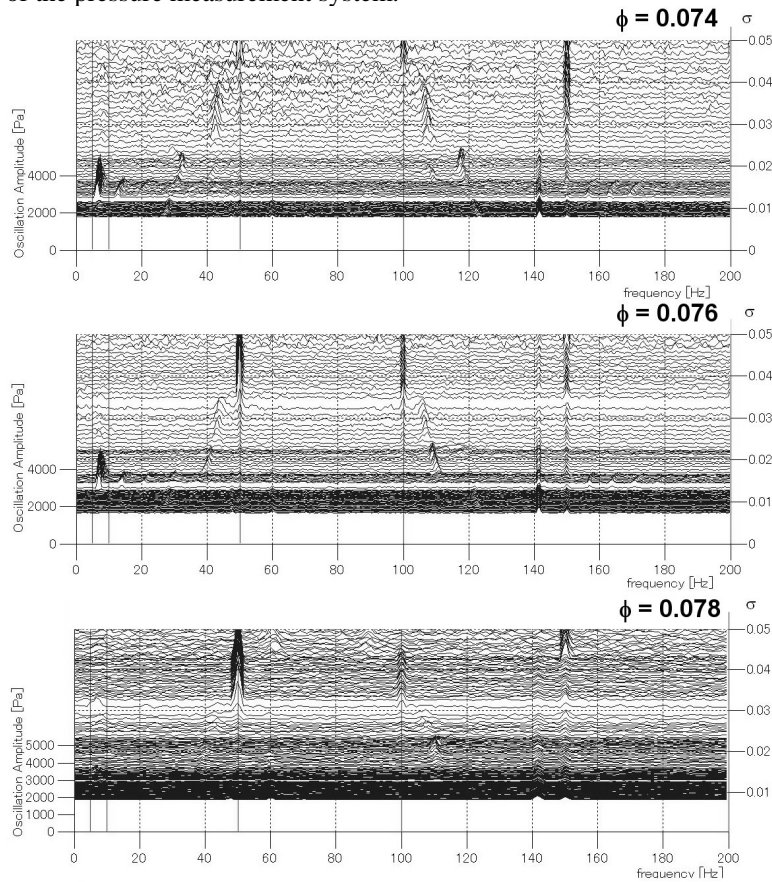 of the pressure measurement system.
ϕ = 0.074 σ
Oscillation Amplitude [Pa]
4000
2000
0
0.05
0.04
0.03
0.02
0.01
0
0 20 40 60 80 100 120 140 160 180 200
frequency [Hz]
ϕ = 0.076 σ
Oscillation Amplitude [Pa]
4000
2000
0
0.05
0.04
0.03
0.02
0.01
0
0 20 40 60 80 100 120 140 160 180 200
frequency [Hz]
ϕ = 0.078 σ
Oscillation Amplitude [Pa]
5000
4000
3000
2000
1000
0
0.05
0.04
0.03
0.02
0.01
0 20 40 60 80 100 120 140 160 180 200
frequency [Hz]